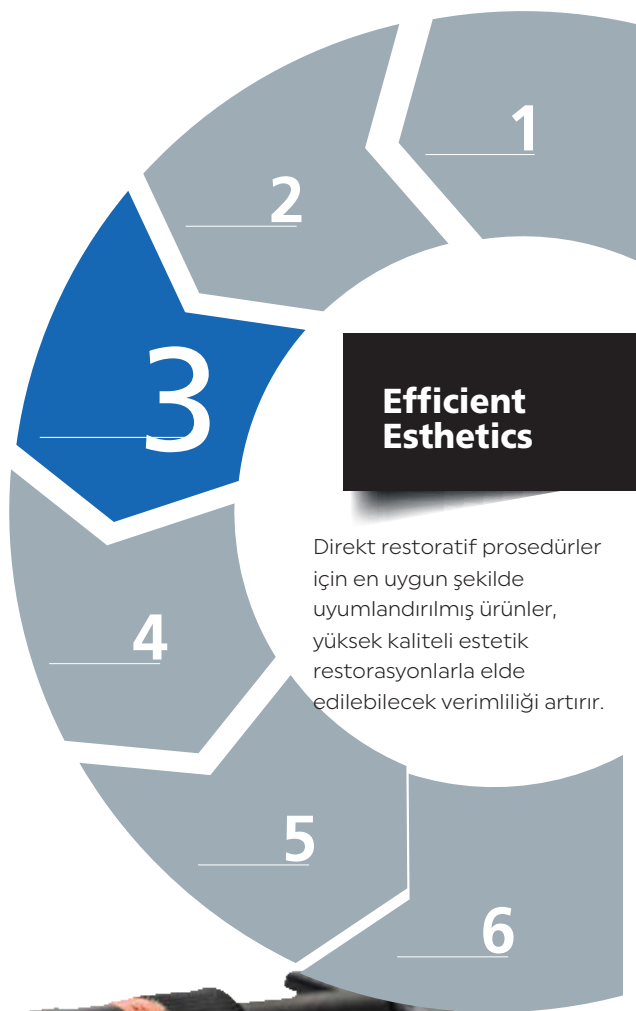 1
2
3
Efficient
Esthetics
Direkt restoratif prosedürler
için en uygun şekilde
uyumlandırılmış ürünler,
yüksek kaliteli estetik
restorasyonlarla elde
edilebilecek verimliliği artırır.
4
5
6